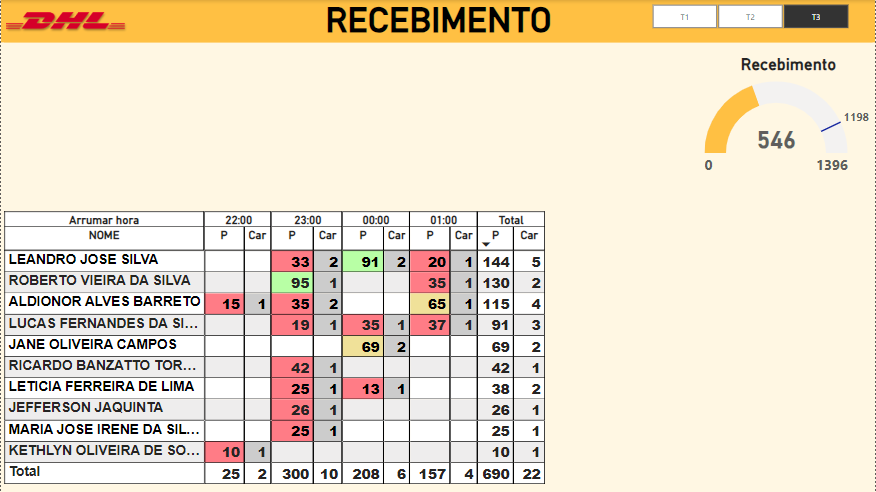 DHL
RECEBIMENTO
T1 T2 T3
Recebimento
1198
546
0 1396
Arrumar hora 22:00 23:00 00:00 01:00 Total
NOME P Car P Car P Car P Car P Car
LEANDRO JOSE SILVA 33 2 91 2 20 1 144 5
ROBERTO VIEIRA DA SILVA 95 1 35 1 130 2
ALDIONOR ALVES BARRETO 15 1 35 2 65 1 115 4
LUCAS FERNANDES DA SI... 19 1 35 1 37 1 91 3
JANE OLIVEIRA CAMPOS 69 2 69 2
RICARDO BANZATTO TOR... 42 1 42 1
LETICIA FERREIRA DE LIMA 25 1 13 1 38 2
JEFFERSON JAQUINTA 26 1 26 1
MARIA JOSE IRENE DA SIL... 25 1 25 1
KETHLYN OLIVEIRA DE SO... 10 1 10 1
Total 25 2 300 10 208 6 157 4 690 22